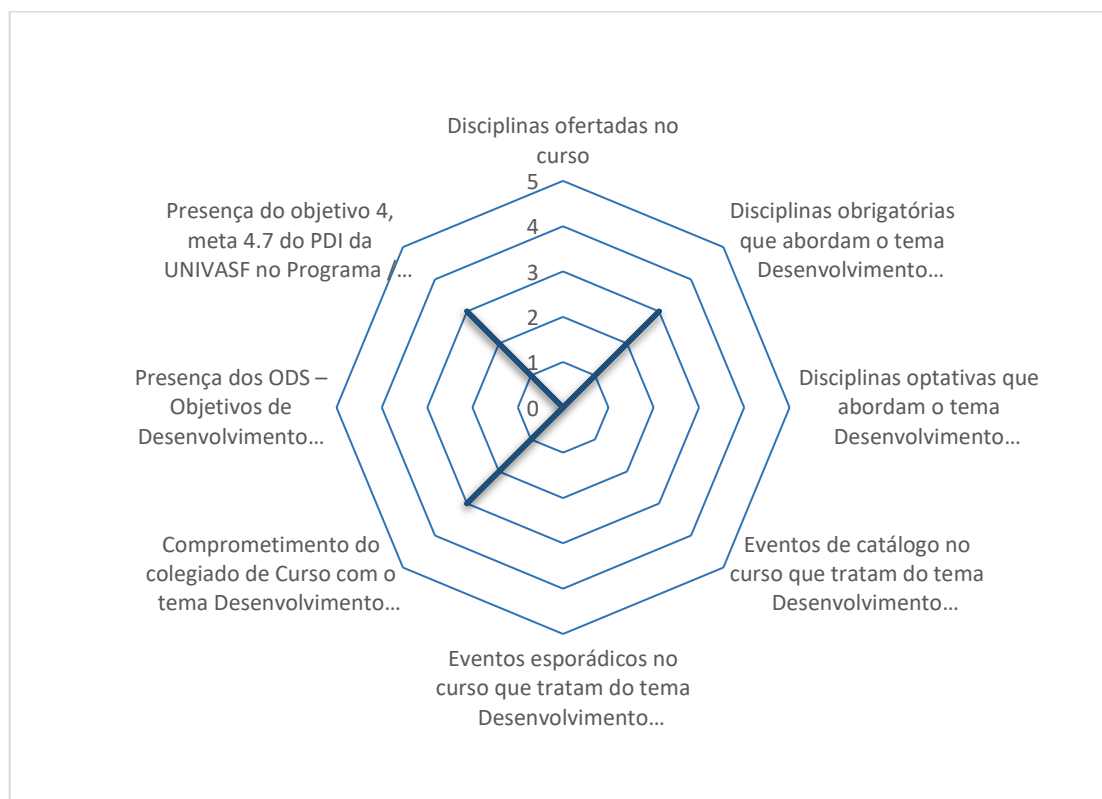 Disciplinas ofertadas no
curso
5
4
3
2
1
0
Disciplinas obrigatórias
que abordam o tema
Desenvolvimento...
Disciplinas optativas que
abordam o tema
Desenvolvimento...
Eventos de catálogo no
curso que tratam do tema
Desenvolvimento...
Eventos esporádicos no
curso que tratam do tema
Desenvolvimento...
Comprometimento do
colegiado de Curso com o
tema Desenvolvimento...
Presença dos ODS –
Objetivos de
Desenvolvimento...
Presença do objetivo 4,
meta 4.7 do PDI da
UNIVASF no Programa /...